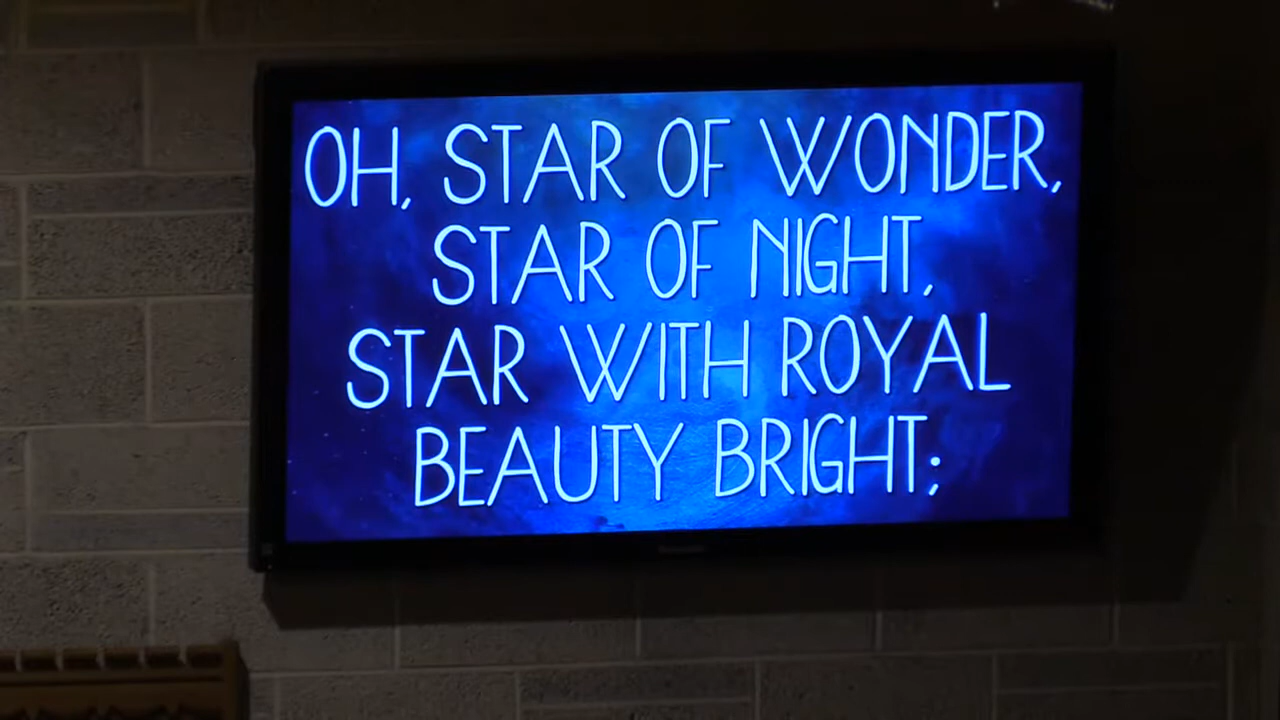 OH, STAR OF WONDER,
STAR OF NIGHT,
STAR WITH ROYAL
BEAUTY BRIGHT;